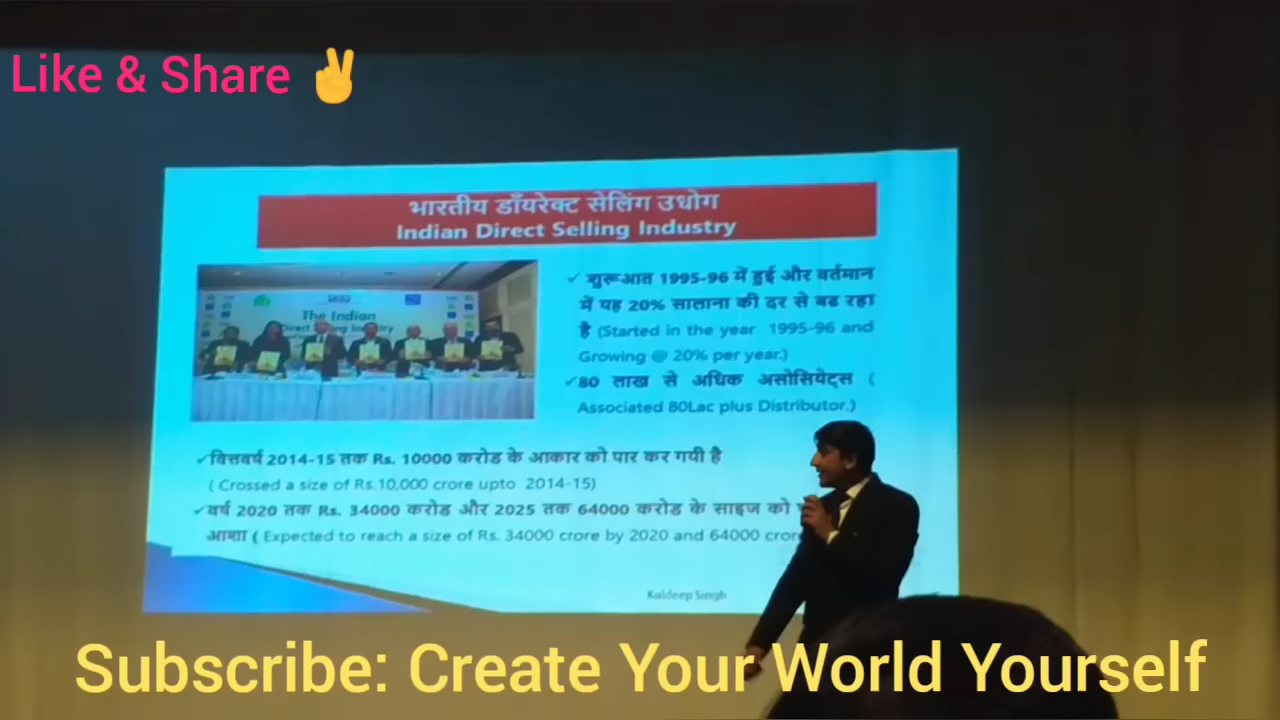 Like & Share ✌
भारतीय डाँयरेक्ट सेलिंग उधोग
Indian Direct Selling Industry
The Indian
Direct Selling Industry
✓ शुरूआत 1995-96 में हुई और वर्तमान
में यह 20% सालाना की दर से बढ रहा
है (Started in the year 1995-96 and
Growing @ 20% per year.)
✓80 लाख से अधिक असोसियेट्स (
Associated 80Lac plus Distributor.)
✓वित्तवर्ष 2014-15 तक Rs. 10000 करोड के आकार को पार कर गयी है
( Crossed a size of Rs.10,000 crore upto 2014-15)
✓वर्ष 2020 तक Rs. 34000 करोड और 2025 तक 64000 करोड के साइज को
आशा ( Expected to reach a size of Rs. 34000 crore by 2020 and 64000 cror
Kuldeep Singh
Subscribe: Create Your World Yourself